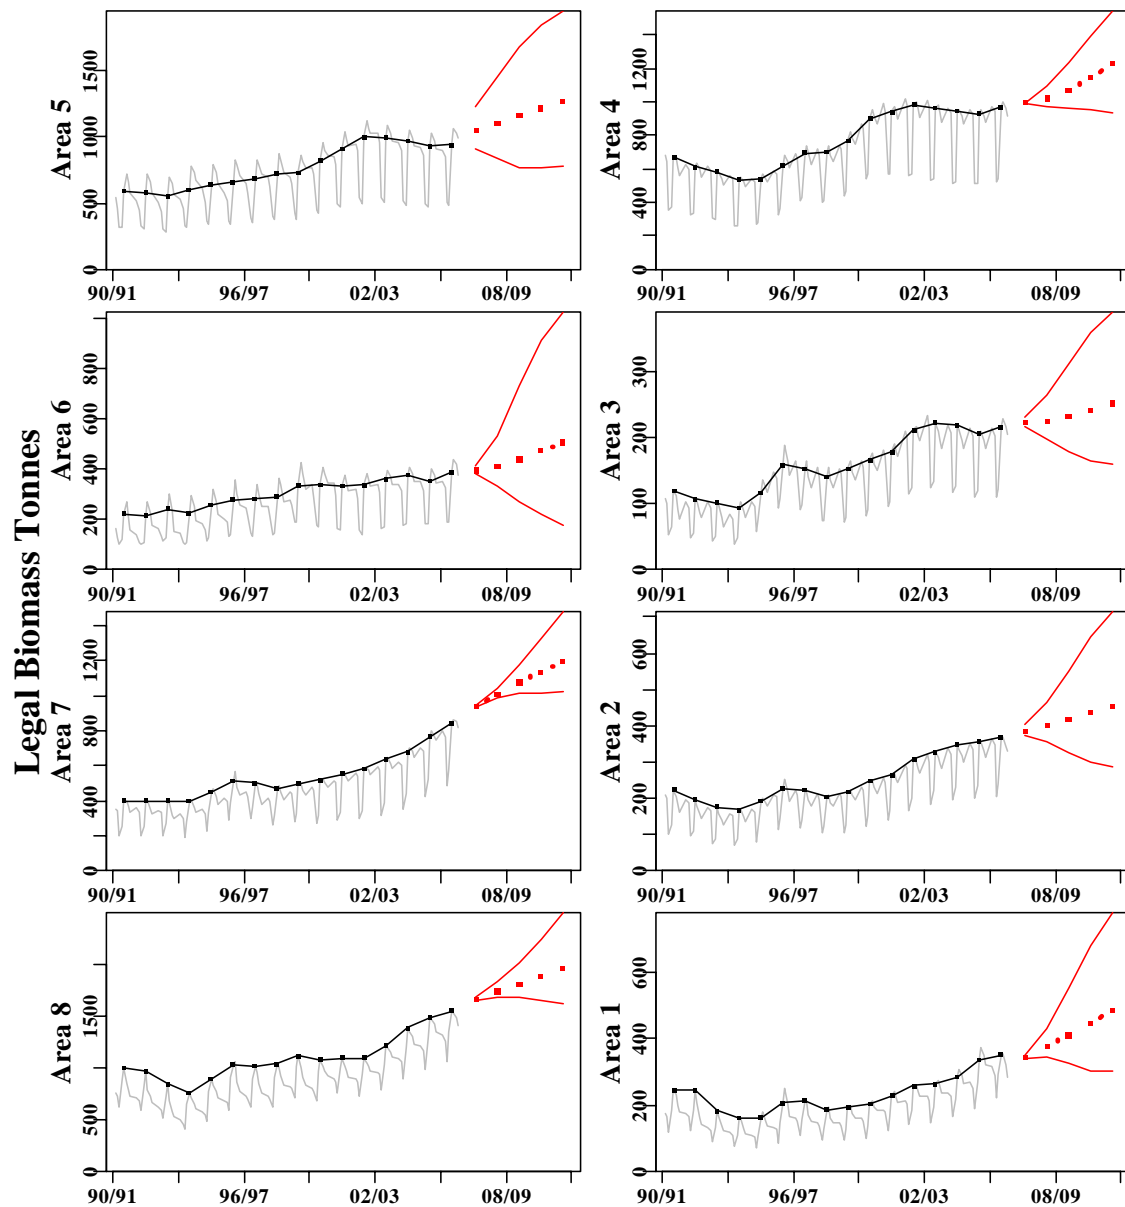 Legal Biomass Tonnes
Area 5
0 500 1000 1500
90/91 96/97 02/03 08/09
Area 4
0 400 800 1200
90/91 96/97 02/03 08/09
Area 6
0 200 400 600 800
90/91 96/97 02/03 08/09
Area 3
0 100 200 300
90/91 96/97 02/03 08/09
Area 7
0 400 800 1200
90/91 96/97 02/03 08/09
Area 2
0 200 400 600
90/91 96/97 02/03 08/09
Area 8
0 500 1500
90/91 96/97 02/03 08/09
Area 1
0 200 400 600
90/91 96/97 02/03 08/09